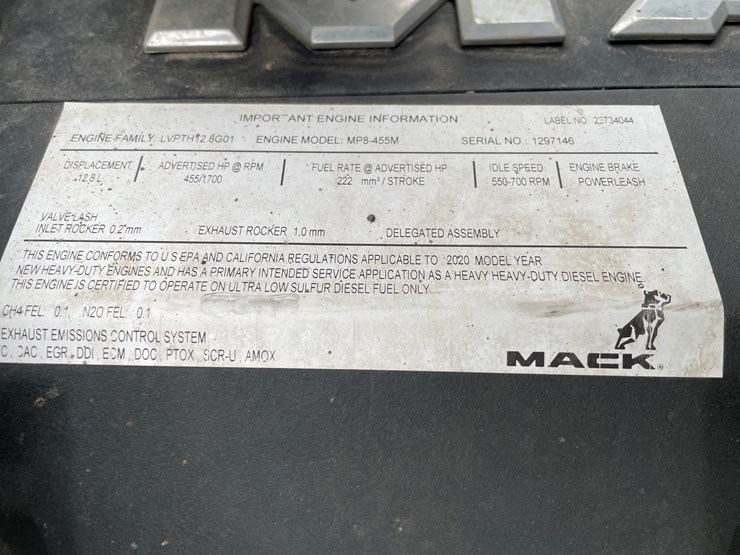 IMPORTANT ENGINE INFORMATION LABEL NO. 23734044
ENGINE FAMILY: LVPTH12.8G01 ENGINE MODEL: MP8-455M SERIAL NO.: 1297146
DISPLACEMENT ADVERTISED HP @ RPM FUEL RATE @ ADVERTISED HP IDLE SPEED: ENGINE BRAKE
12.8 L 455/1700 222 mm³ / STROKE 550-700 RPM POWERLEASH
VALVE LASH
INLET ROCKER 0.2 mm EXHAUST ROCKER 1.0 mm DELEGATED ASSEMBLY
THIS ENGINE CONFORMS TO U S EPA AND CALIFORNIA REGULATIONS APPLICABLE TO 2020 MODEL YEAR
NEW HEAVY-DUTY ENGINES AND HAS A PRIMARY INTENDED SERVICE APPLICATION AS A HEAVY HEAVY-DUTY DIESEL ENGINE.
THIS ENGINE IS CERTIFIED TO OPERATE ON ULTRA LOW SULFUR DIESEL FUEL ONLY
CH4 FEL: 0.1, N2O FEL: 0.1
EXHAUST EMISSIONS CONTROL SYSTEM
CAC, EGR, DDI, ECM, DOC, PTOX, SCR-U, AMOX
MACK®